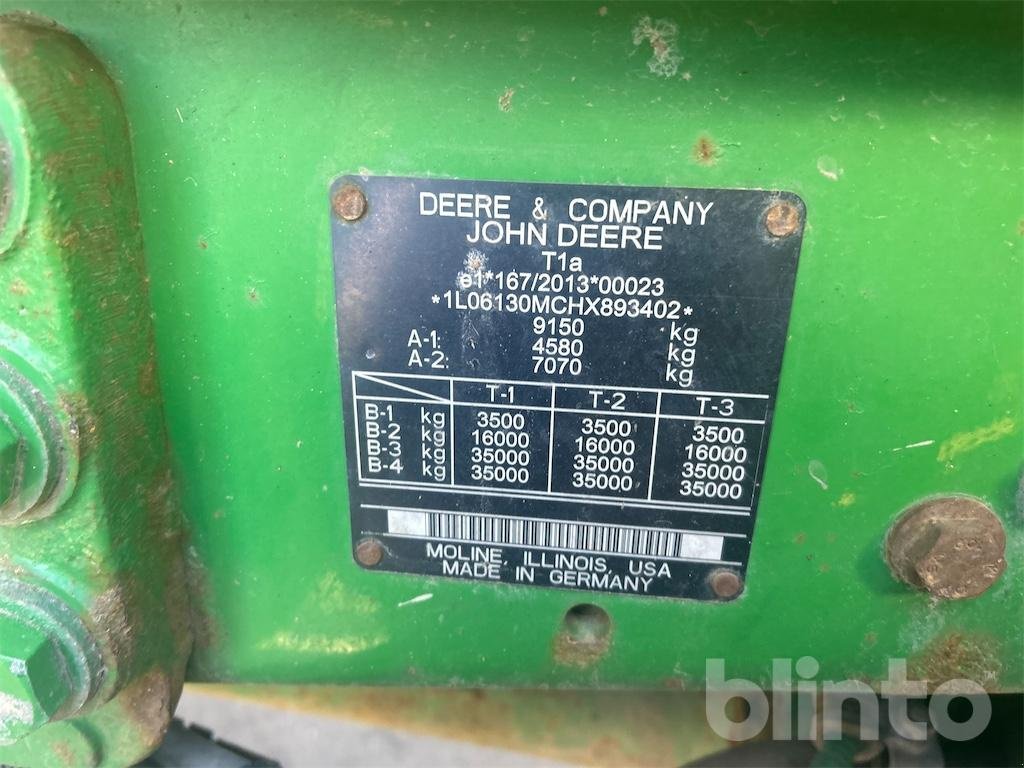 DEERE & COMPANY
JOHN DEERE
T1a
e1*167/2013*00023
*1L06130MCHX893402*
9150 kg
A-1: 4580 kg
A-2: 7070 kg
T-1 T-2 T-3
B-1 kg 3500 3500 3500
B-2 kg 16000 16000 16000
B-3 kg 35000 35000 35000
B-4 kg 35000 35000 35000
MOLINE, ILLINOIS, USA
MADE IN GERMANY
blinto